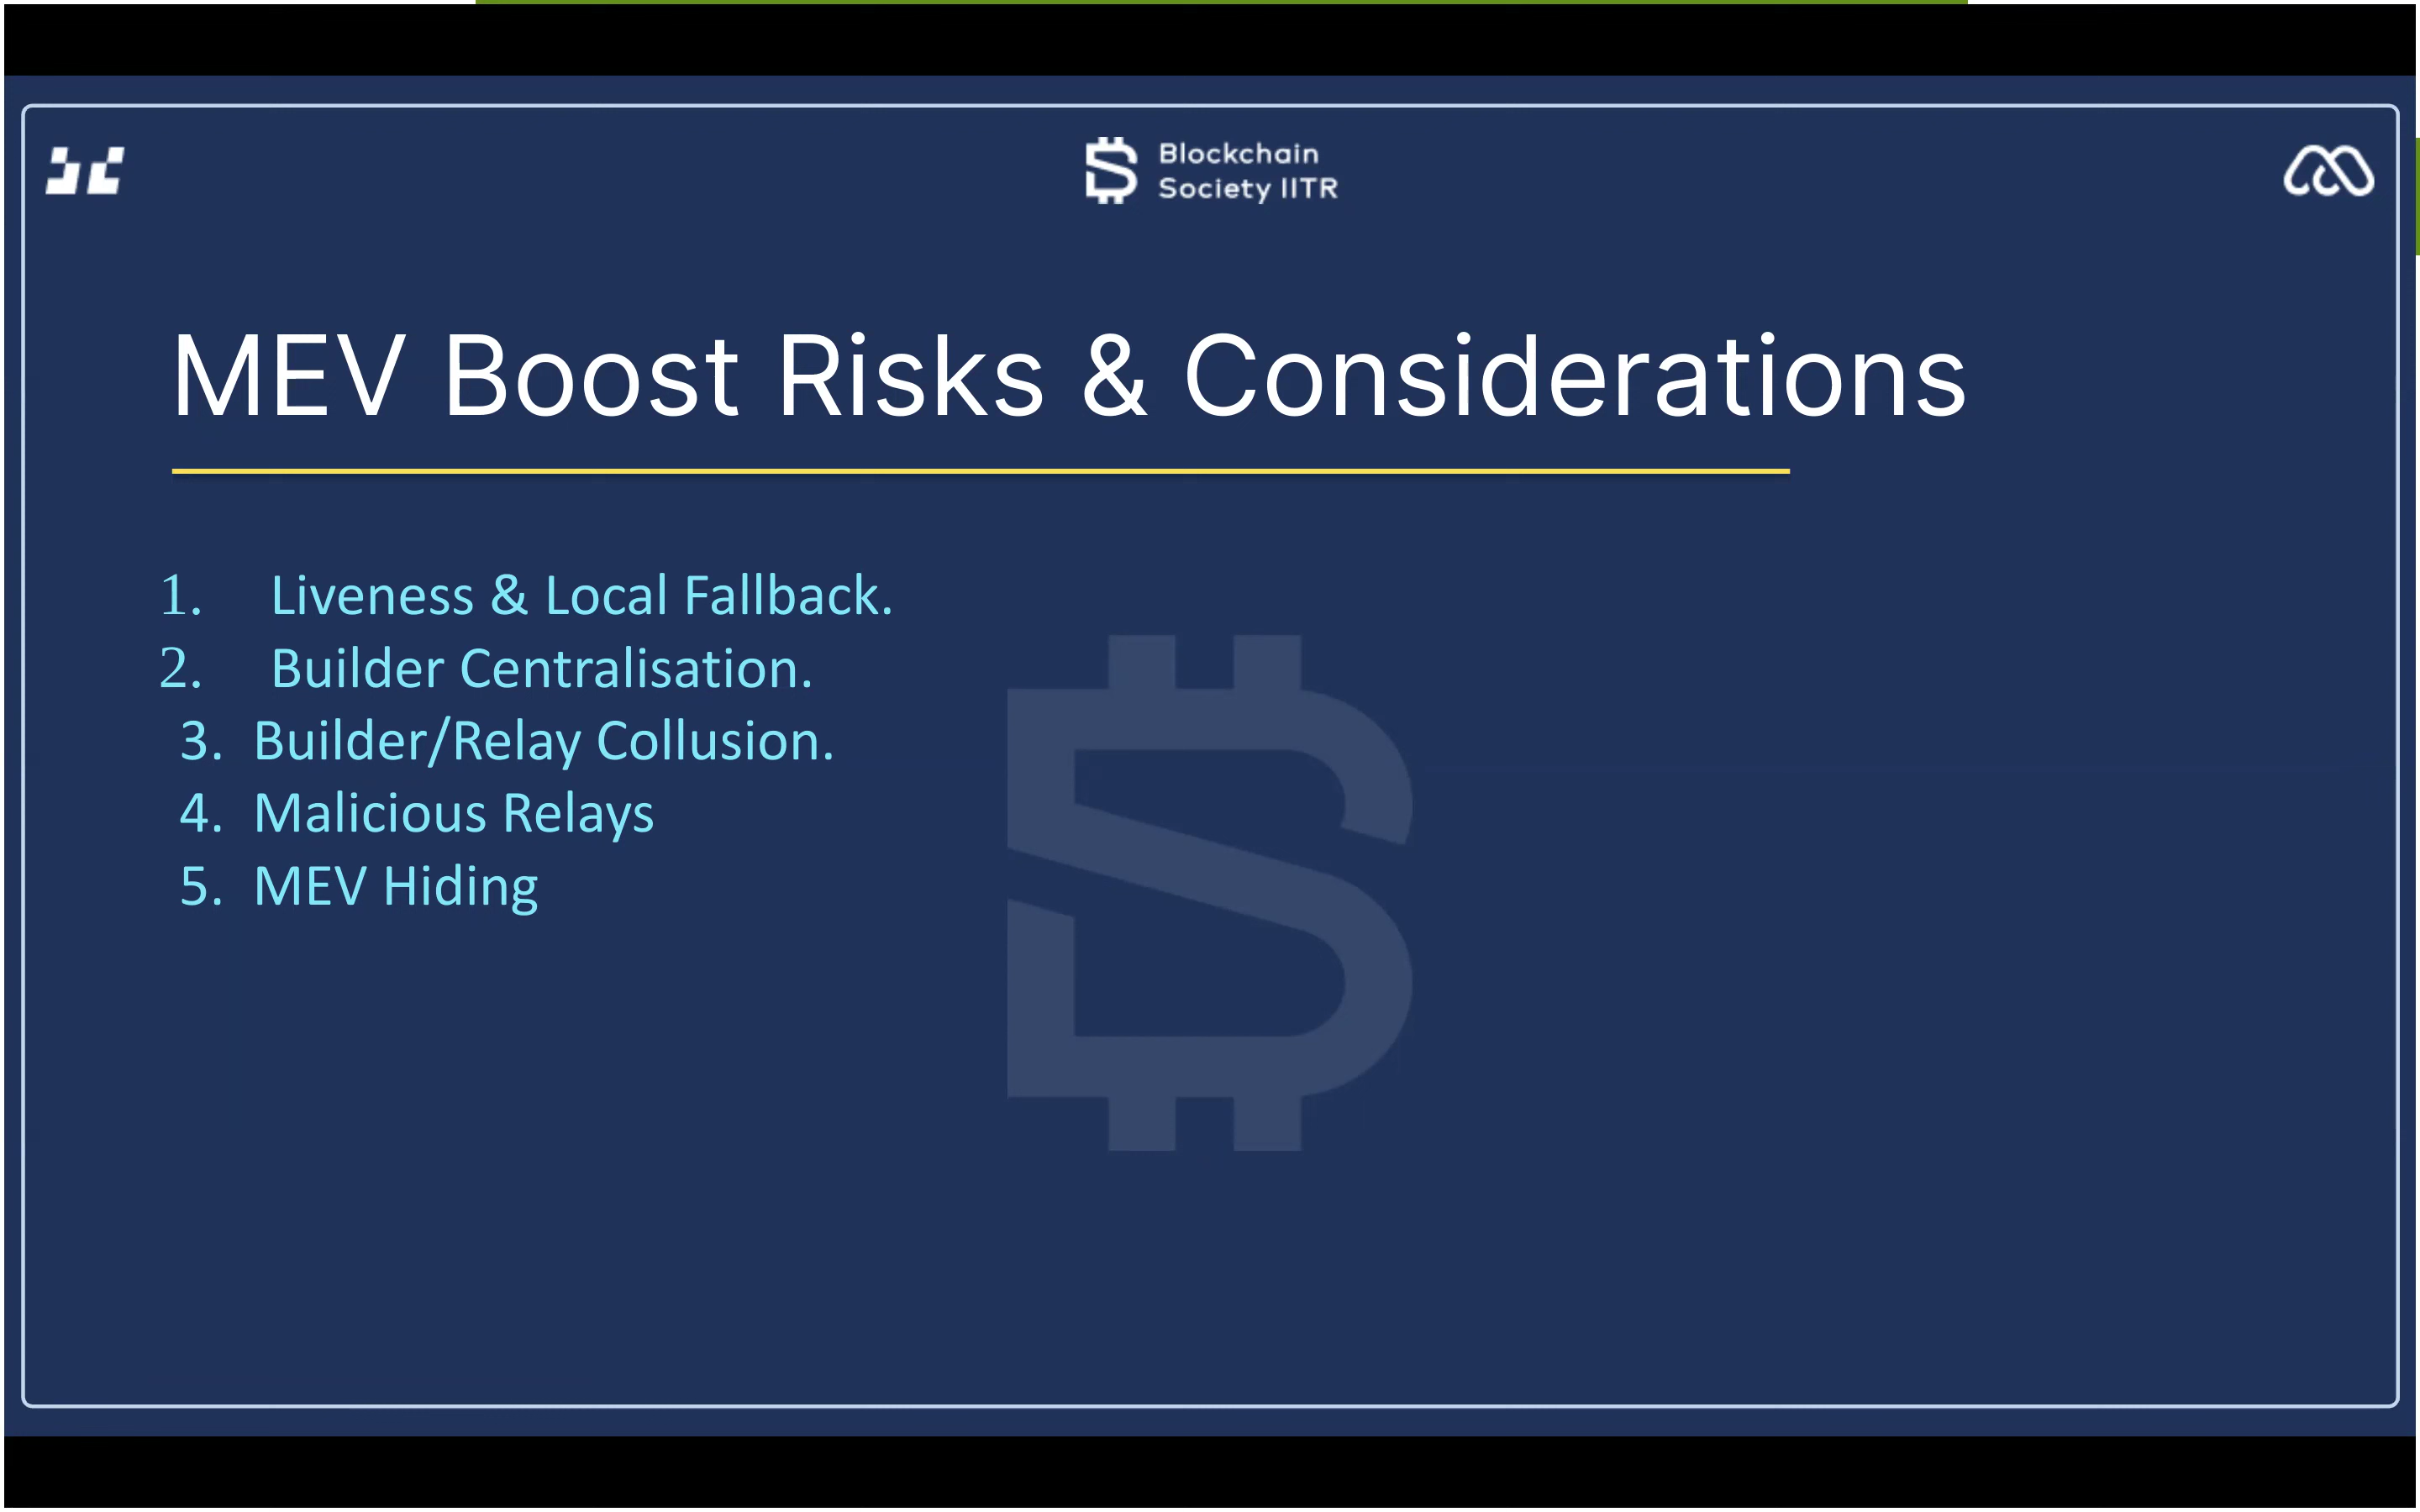 Blockchain
Society IITR
MEV Boost Risks & Considerations
1. Liveness & Local Fallback.
2. Builder Centralisation.
3. Builder/Relay Collusion.
4. Malicious Relays
5. MEV Hiding